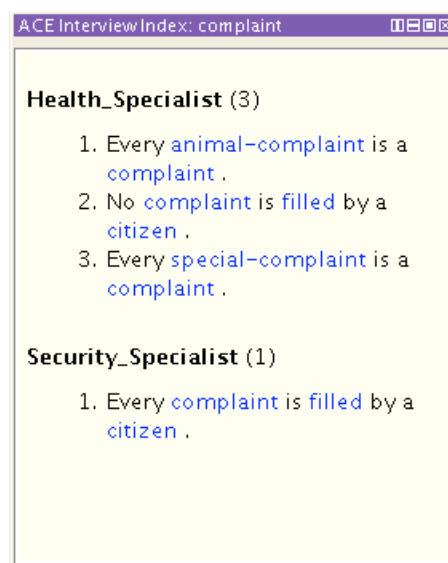 ACE Interview Index: complaint
Health_Specialist (3)
1. Every animal-complaint is a
complaint .
2. No complaint is filled by a
citizen .
3. Every special-complaint is a
complaint .
Security_Specialist (1)
1. Every complaint is filled by a
citizen .